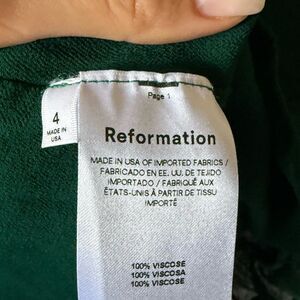 4
MADE IN
USA
Page 1
Reformation
MADE IN USA OF IMPORTED FABRICS /
FABRICADO EN EE. UU. DE TEJIDO
IMPORTADO / FABRIQUÉ AUX
ÉTATS-UNIS À PARTIR DE TISSU
IMPORTÉ
100% VISCOSE
100% VISCOSA
100% VISCOSE